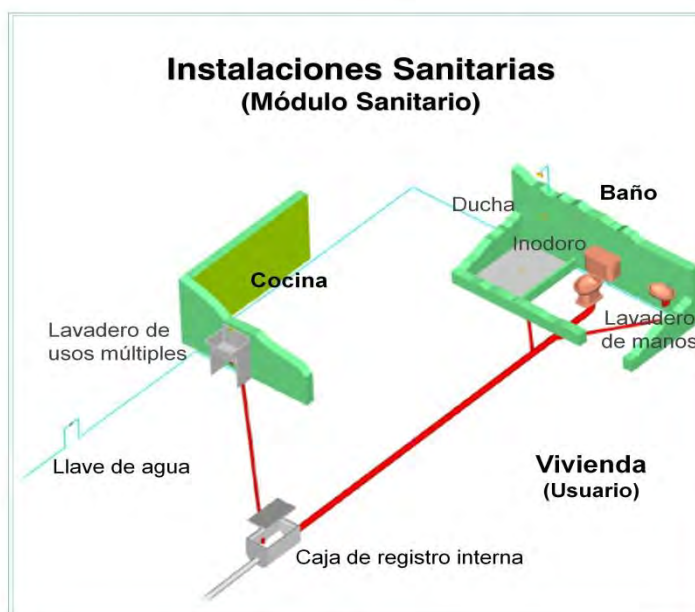 Instalaciones Sanitarias
(Módulo Sanitario)
Baño
Ducha
Inodoro
Cocina
Lavadero de
usos múltiples
Lavadero
de manos
Llave de agua
Vivienda
(Usuario)
Caja de registro interna